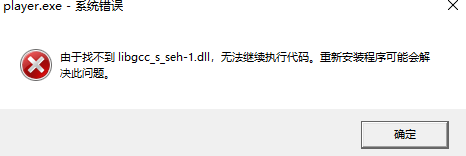 player.exe - 系统错误
由于找不到 libgcc_s_seh-1.dll，无法继续执行代码。重新安装程序可能会解
决此问题。
确定